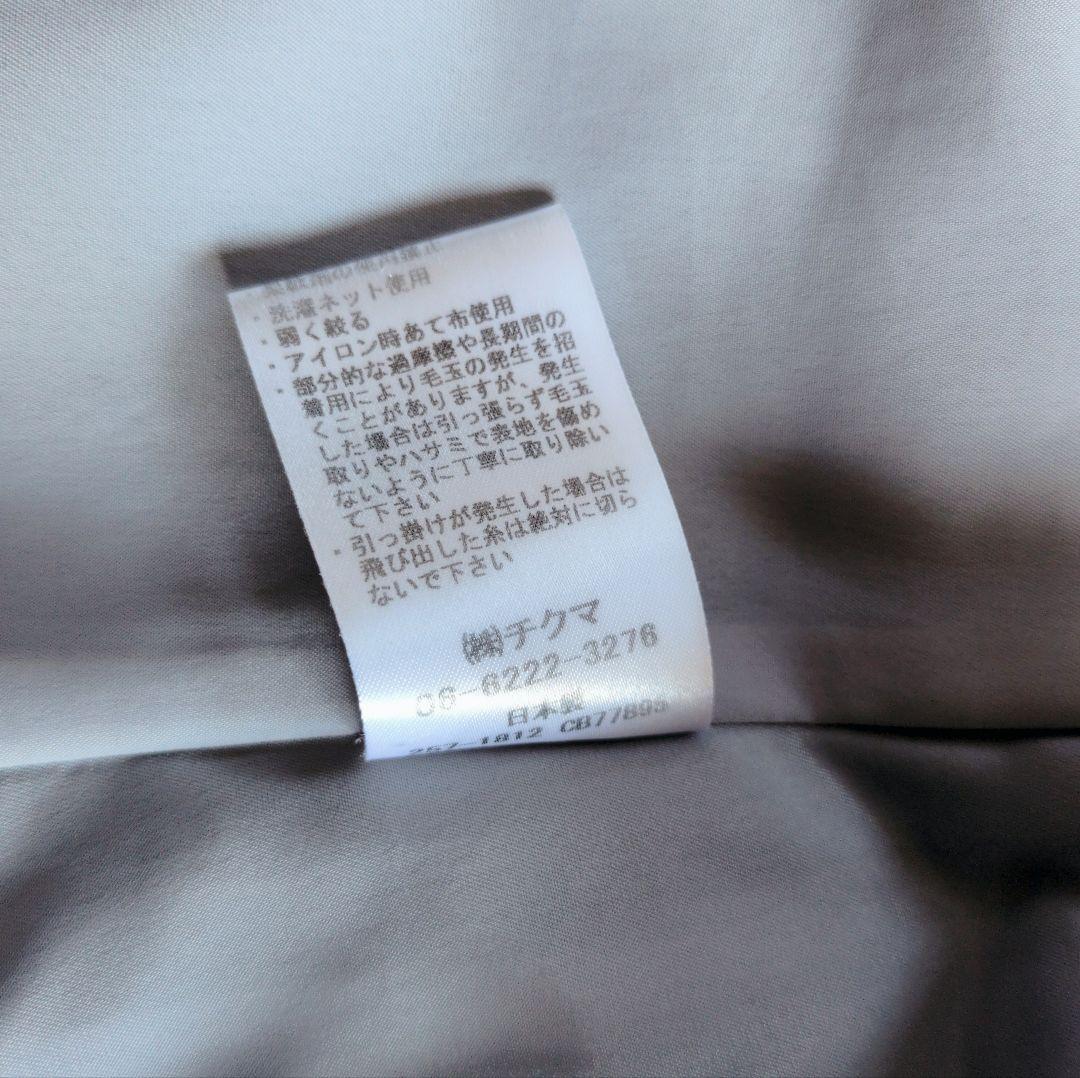 ・洗濯ネット使用
・弱く絞る
・アイロン時あて布使用
・部分的な過摩擦や長期間の
着用により毛玉の発生を招
くことがありますが、発生
した場合は引っ張らず毛玉
取りやハサミで表地を傷め
ないように丁寧に取り除い
て下さい
・引っ掛けが発生した場合は
飛び出した糸は絶対に切ら
ないで下さい
㈱チクマ
06-6222-3276
日本製
257-1812 CB77895